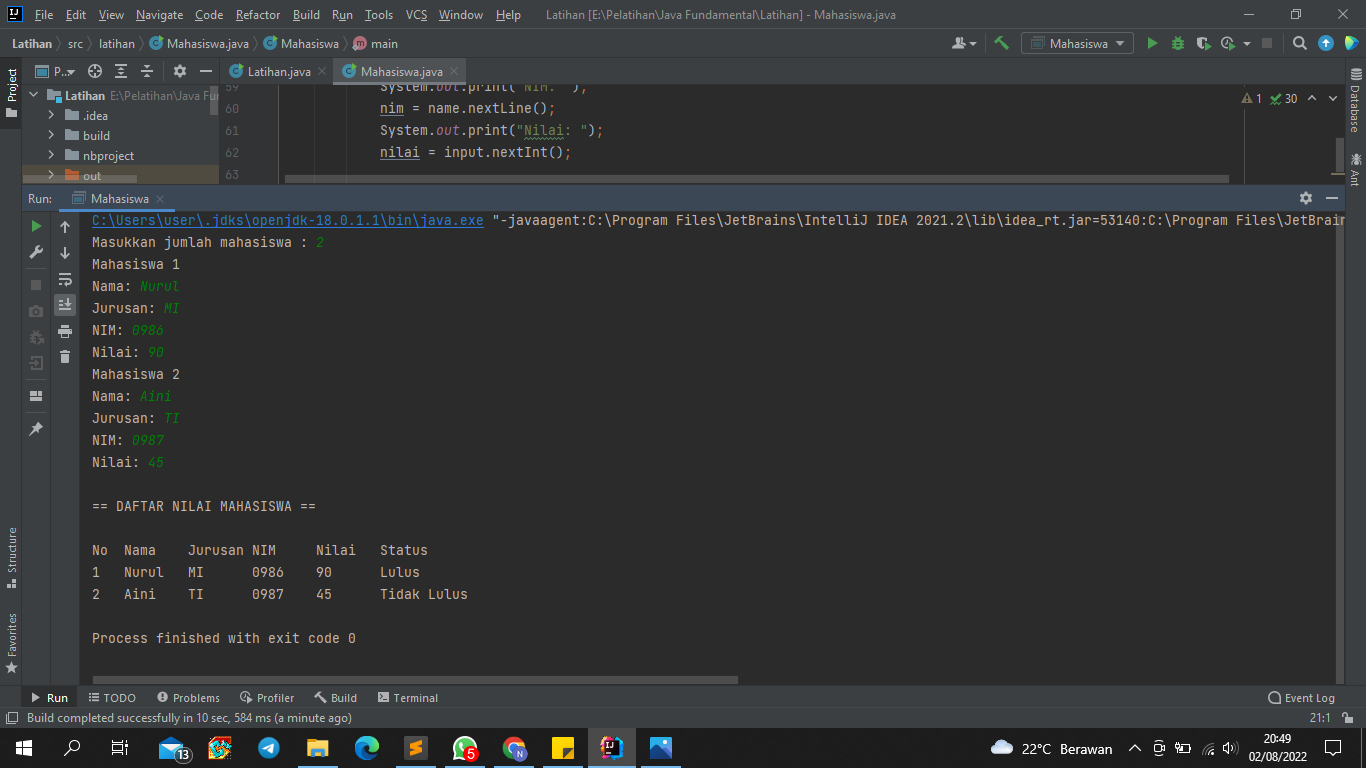 File Edit View Navigate Code Refactor Build Run Tools VCS Window Help Latihan [E:\Pelatihan\Java Fundamental\Latihan] - Mahasiswa.java
Latihan src latihan Mahasiswa.java Mahasiswa main Mahasiswa
Project P... Latihan.java Mahasiswa.java
Latihan E:\Pelatihan\Java Fun
.idea
build
nbproject
out
59 System.out.print("NIM: ");
60 nim = name.nextLine();
61 System.out.print("Nilai: ");
62 nilai = input.nextInt();
63
1 30
Database
Ant
Run: Mahasiswa
C:\Users\user\.jdks\openjdk-18.0.1.1\bin\java.exe "-javaagent:C:\Program Files\JetBrains\IntelliJ IDEA 2021.2\lib\idea_rt.jar=53140:C:\Program Files\JetBrain
Masukkan jumlah mahasiswa : 2
Mahasiswa 1
Nama: Nurul
Jurusan: MI
NIM: 0986
Nilai: 90
Mahasiswa 2
Nama: Aini
Jurusan: TI
NIM: 0987
Nilai: 45
== DAFTAR NILAI MAHASISWA ==
No Nama Jurusan NIM Nilai Status
1 Nurul MI 0986 90 Lulus
2 Aini TI 0987 45 Tidak Lulus
Process finished with exit code 0
Structure
Favorites
Run TODO Problems Profiler Build Terminal Event Log
Build completed successfully in 10 sec, 584 ms (a minute ago) 21:1
13 5 N 22°C Berawan 20:49
02/08/2022